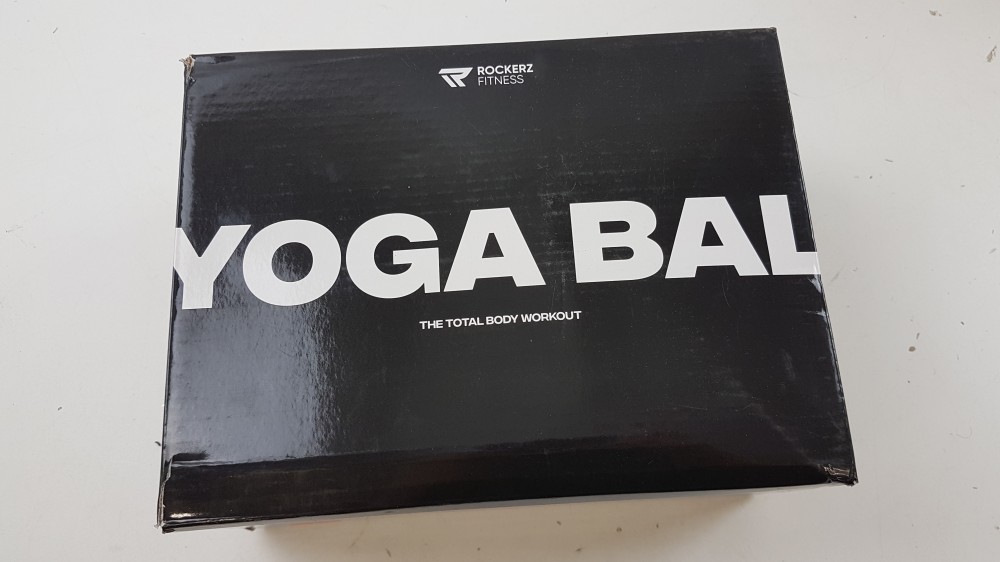 ROCKERZ
FITNESS
YOGA BAL
THE TOTAL BODY WORKOUT